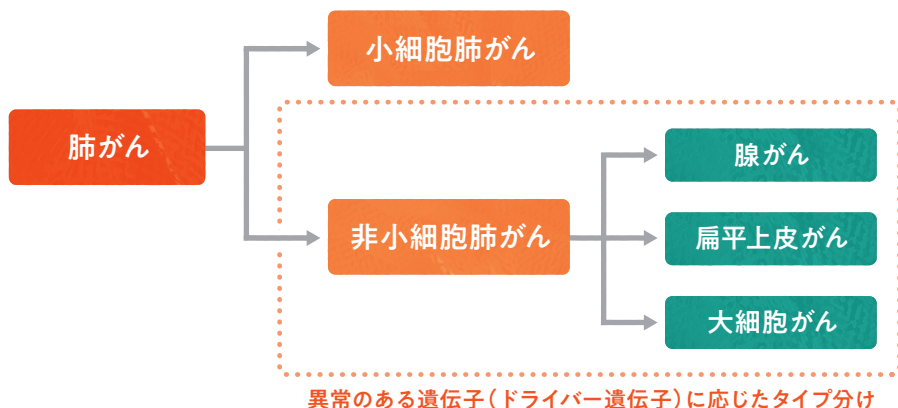 小細胞肺がん
肺がん
非小細胞肺がん
腺がん
扁平上皮がん
大細胞がん
異常のある遺伝子(ドライバー遺伝子)に応じたタイプ分け